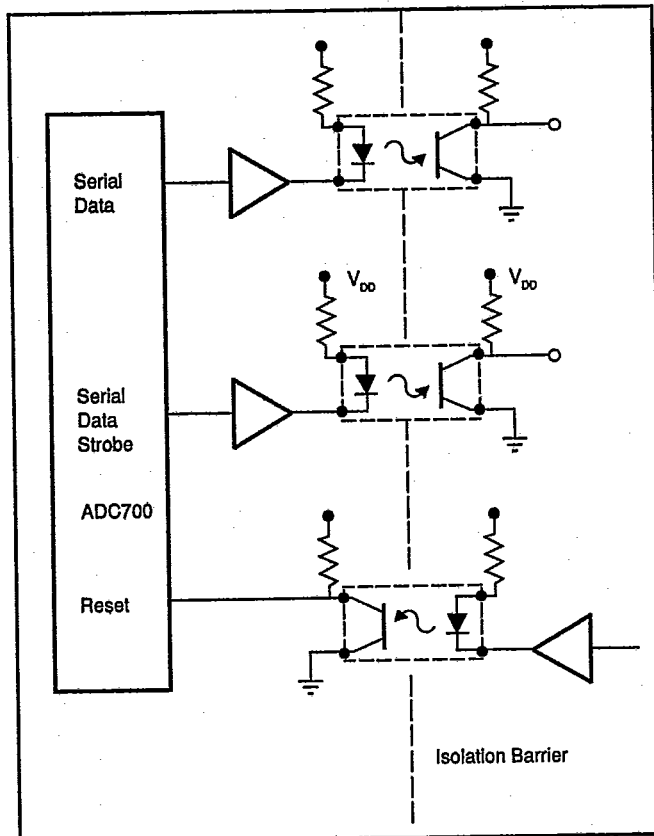 Serial
Data
V_DD
V_DD
Serial
Data
Strobe
ADC700
Reset
Isolation Barrier